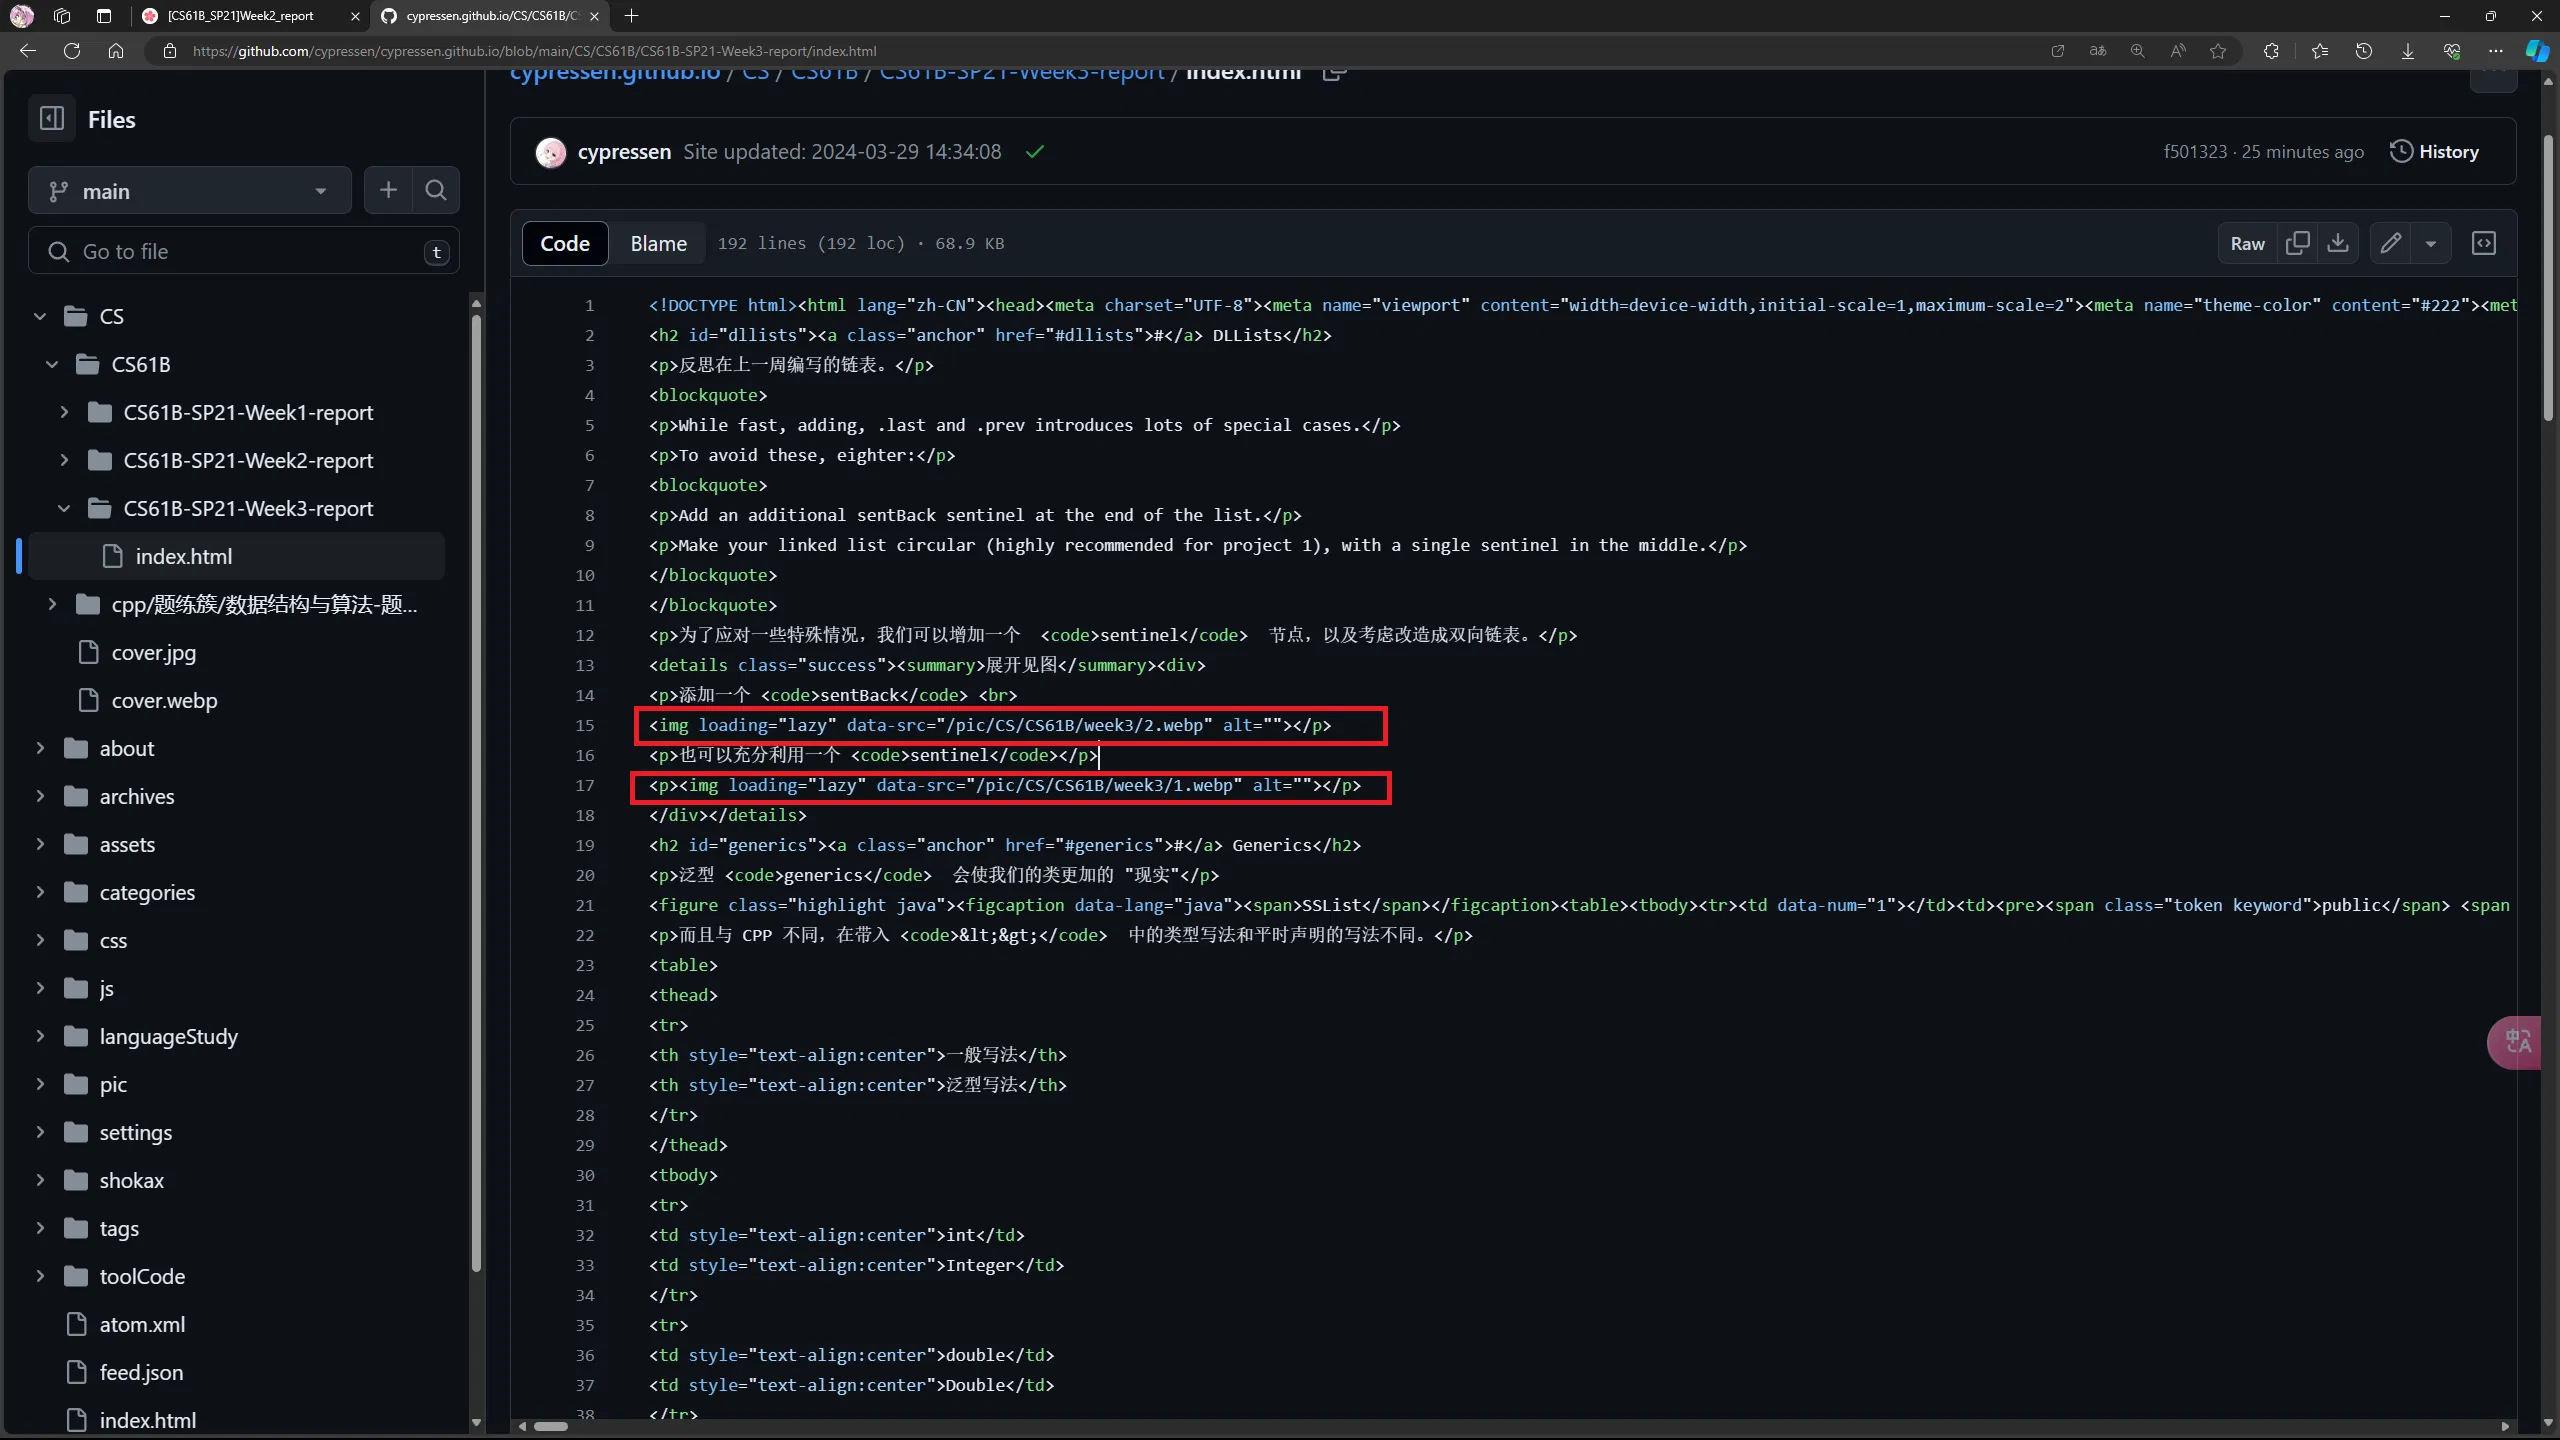 [CS61B_SP21]Week2_report
cypressen.github.io/CS/CS61B/C
https://github.com/cypressen/cypressen.github.io/blob/main/CS/CS61B/CS61B-SP21-Week3-report/index.html
cypressen.github.io / CS / CS61B / CS61B-SP21-Week3-report / index.html
Files
main
Go to file
t
CS
CS61B
CS61B-SP21-Week1-report
CS61B-SP21-Week2-report
CS61B-SP21-Week3-report
index.html
cpp/题练簇/数据结构与算法-题...
cover.jpg
cover.webp
about
archives
assets
categories
css
js
languageStudy
pic
settings
shokax
tags
toolCode
atom.xml
feed.json
index.html
cypressen Site updated: 2024-03-29 14:34:08
f501323 · 25 minutes ago
History
Code Blame 192 lines (192 loc) · 68.9 KB
Raw
1 <!DOCTYPE html><html lang="zh-CN"><head><meta charset="UTF-8"><meta name="viewport" content="width=device-width,initial-scale=1,maximum-scale=2"><meta name="theme-color" content="#222"><met
2 <h2 id="dllists"><a class="anchor" href="#dllists">#</a> DLLists</h2>
3 <p>反思在上一周编写的链表。</p>
4 <blockquote>
5 <p>While fast, adding, .last and .prev introduces lots of special cases.</p>
6 <p>To avoid these, eighter:</p>
7 <blockquote>
8 <p>Add an additional sentBack sentinel at the end of the list.</p>
9 <p>Make your linked list circular (highly recommended for project 1), with a single sentinel in the middle.</p>
10 </blockquote>
11 </blockquote>
12 <p>为了应对一些特殊情况，我们可以增加一个 <code>sentinel</code> 节点，以及考虑改造成双向链表。</p>
13 <details class="success"><summary>展开见图</summary><div>
14 <p>添加一个 <code>sentBack</code> <br>
15 <img loading="lazy" data-src="/pic/CS/CS61B/week3/2.webp" alt=""></p>
16 <p>也可以充分利用一个 <code>sentinel</code></p>
17 <p><img loading="lazy" data-src="/pic/CS/CS61B/week3/1.webp" alt=""></p>
18 </div></details>
19 <h2 id="generics"><a class="anchor" href="#generics">#</a> Generics</h2>
20 <p>泛型 <code>generics</code> 会使我们的类更加的 "现实"</p>
21 <figure class="highlight java"><figcaption data-lang="java"><span>SSList</span></figcaption><table><tbody><tr><td data-num="1"></td><td><pre><span class="token keyword">public</span> <span
22 <p>而且与 CPP 不同，在带入 <code>&lt;&gt;</code> 中的类型写法和平时声明的写法不同。</p>
23 <table>
24 <thead>
25 <tr>
26 <th style="text-align:center">一般写法</th>
27 <th style="text-align:center">泛型写法</th>
28 </tr>
29 </thead>
30 <tbody>
31 <tr>
32 <td style="text-align:center">int</td>
33 <td style="text-align:center">Integer</td>
34 </tr>
35 <tr>
36 <td style="text-align:center">double</td>
37 <td style="text-align:center">Double</td>
38 </tr>